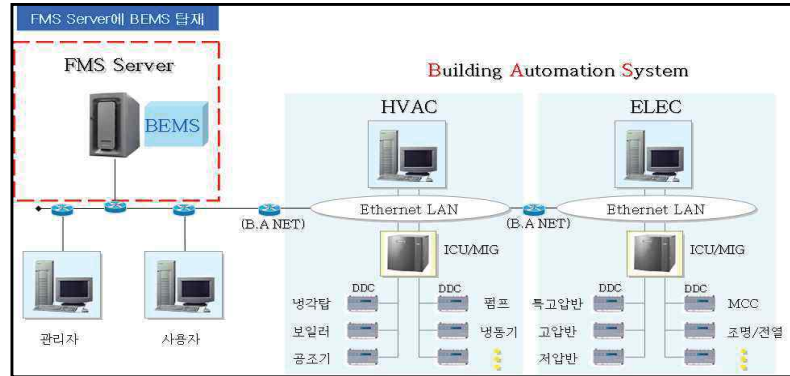 FMS Server에 BEMS 탑재
FMS Server
BEMS
Building Automation System
HVAC
ELEC
Ethernet LAN
Ethernet LAN
(B.A NET)
(B.A NET)
ICU/MIG
ICU/MIG
관리자
사용자
DDC
DDC
냉각탑
펌프
보일러
냉동기
공조기
DDC
DDC
특고압반
MCC
고압반
조명/전열
저압반